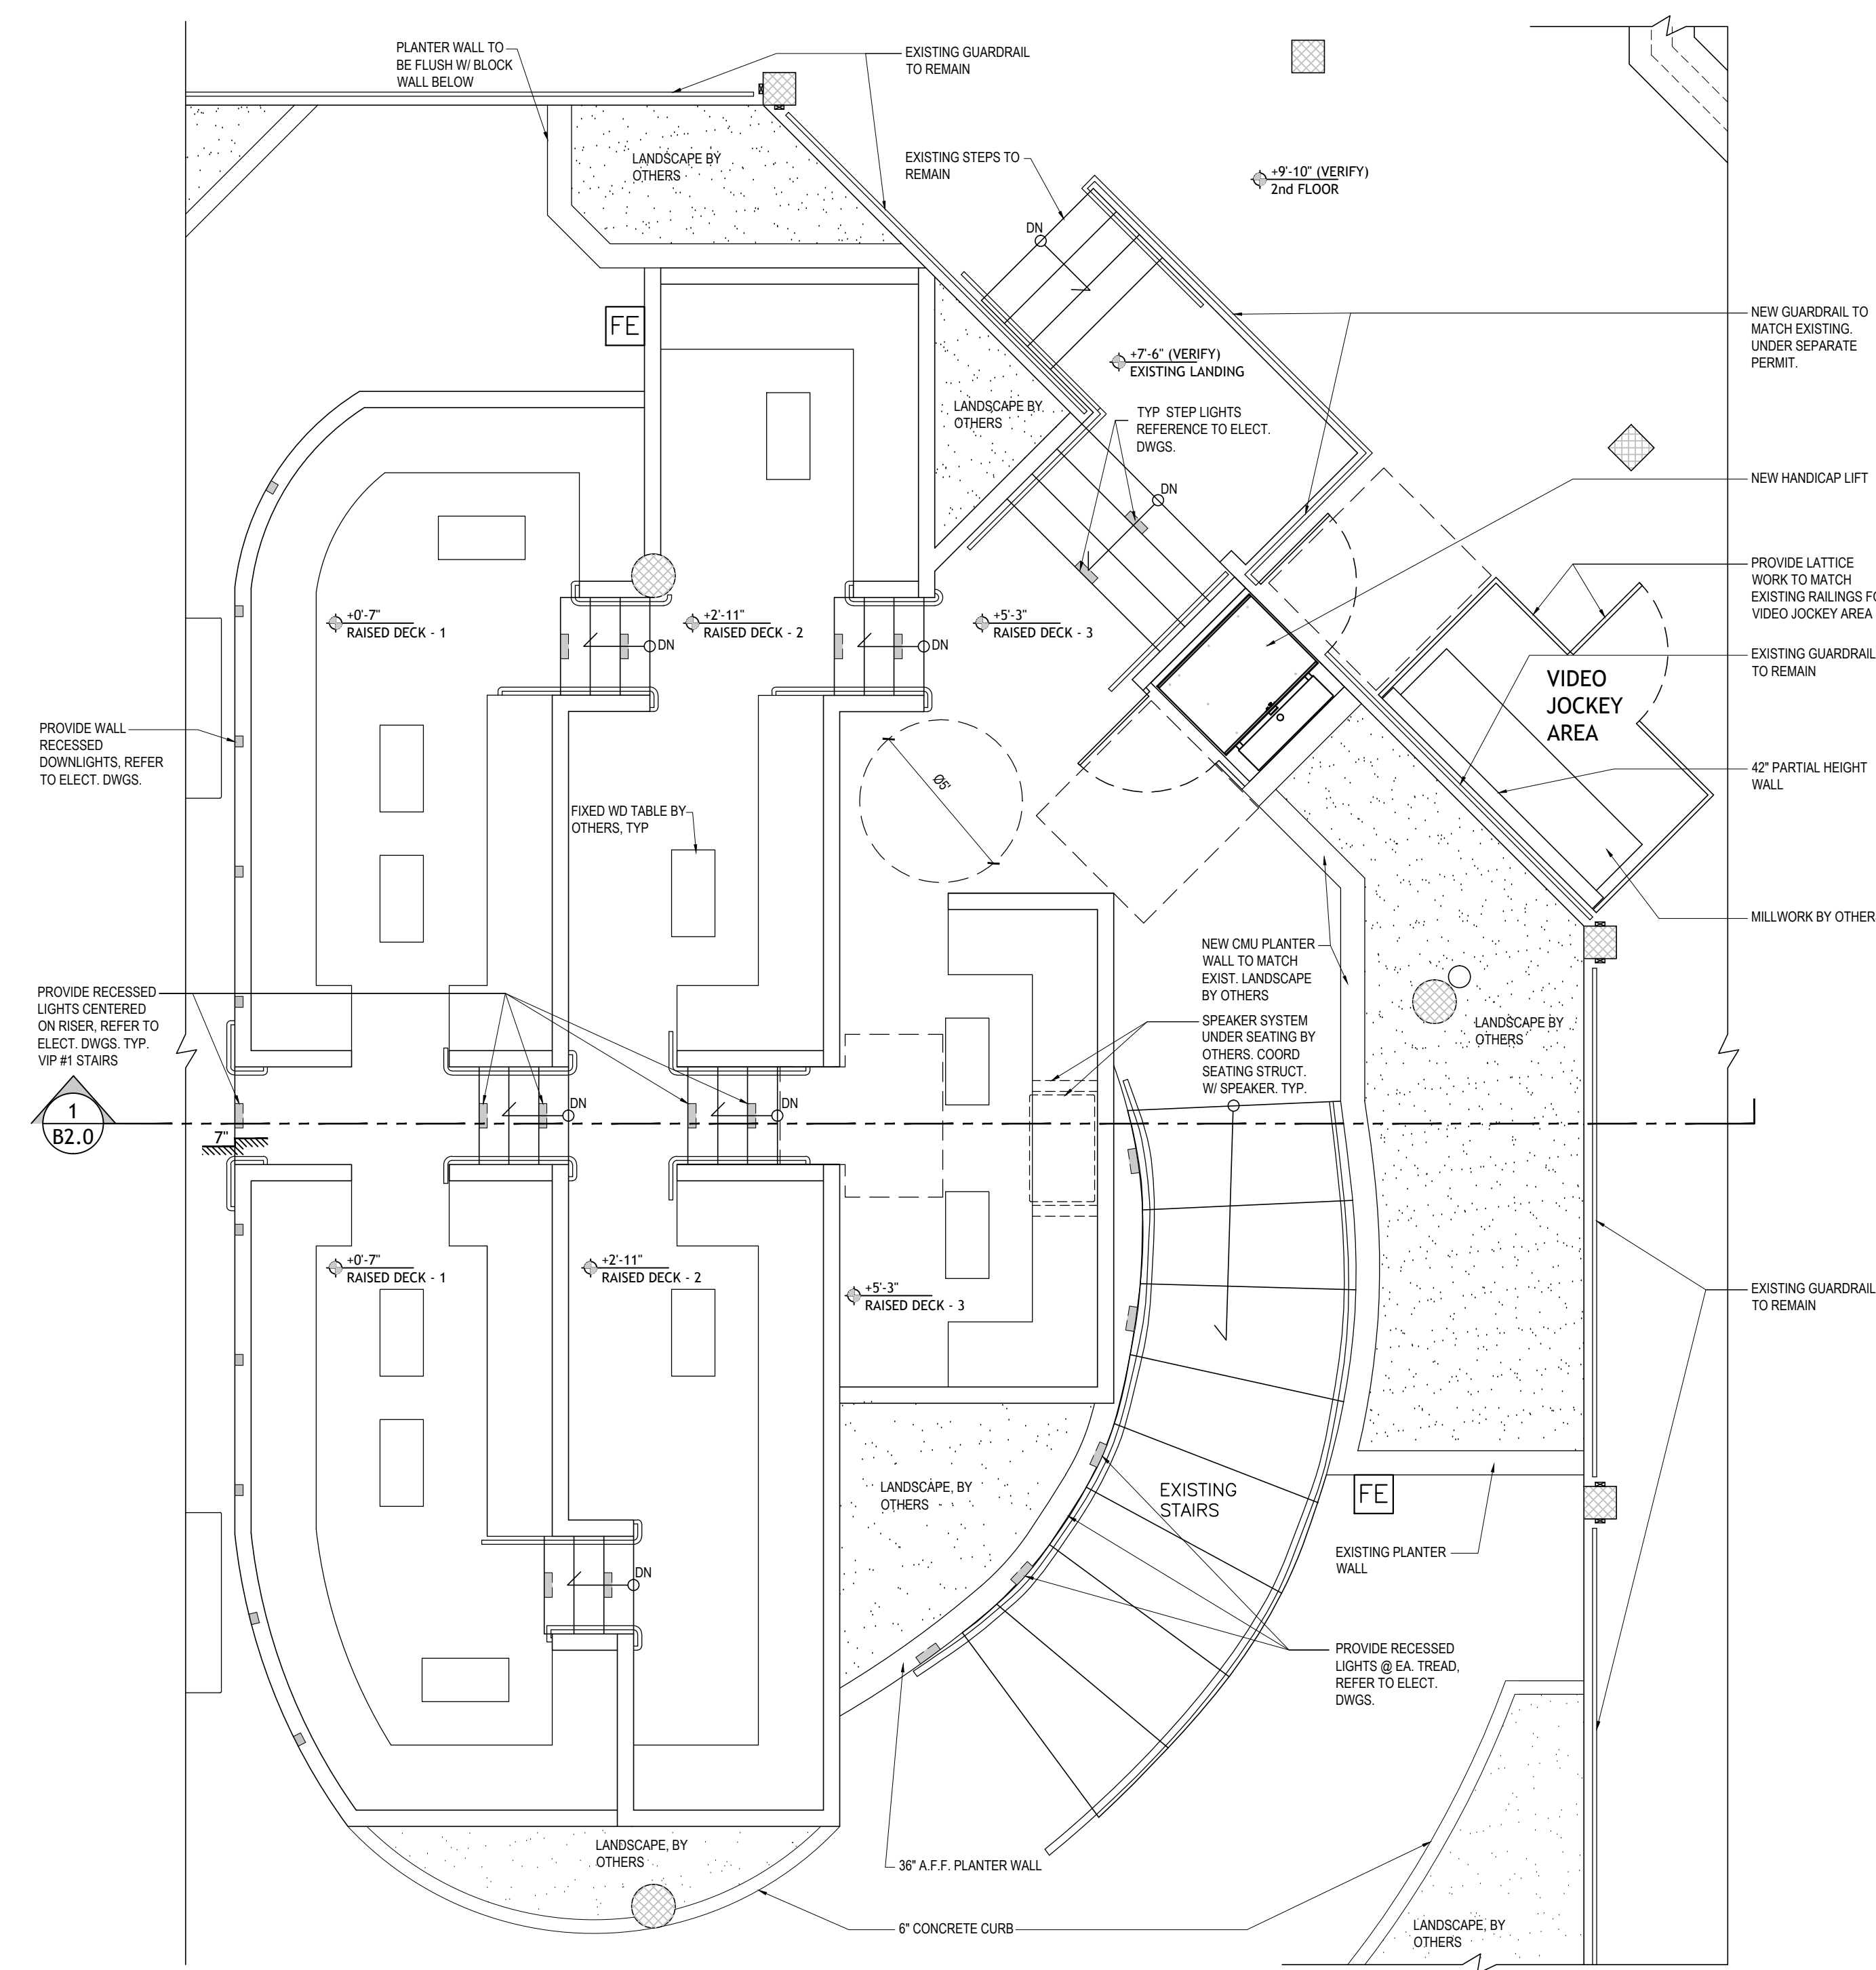 PLANTER WALL TO
BE FLUSH W/ BLOCK
WALL BELOW
EXISTING GUARDRAIL
TO REMAIN
LANDSCAPE BY
OTHERS
EXISTING STEPS TO
REMAIN
+9'-10" (VERIFY)
2nd FLOOR
DN
FE
NEW GUARDRAIL TO
MATCH EXISTING.
UNDER SEPARATE
PERMIT.
+7'-6" (VERIFY)
EXISTING LANDING
LANDSCAPE BY
OTHERS
TYP STEP LIGHTS
REFERENCE TO ELECT.
DWGS.
DN
NEW HANDICAP LIFT
PROVIDE LATTICE
WORK TO MATCH
EXISTING RAILINGS
VIDEO JOCKEY AREA
+0'-7"
RAISED DECK - 1
+2'-11"
RAISED DECK - 2
+5'-3"
RAISED DECK - 3
DN
DN
EXISTING GUARDRAIL
TO REMAIN
VIDEO
JOCKEY
AREA
PROVIDE WALL
RECESSED
DOWNLIGHTS, REFER
TO ELECT. DWGS.
Ø5'
42" PARTIAL HEIGHT
WALL
FIXED WD TABLE BY
OTHERS, TYP
MILLWORK BY
NEW CMU PLANTER
WALL TO MATCH
EXIST. LANDSCAPE
BY OTHERS
PROVIDE RECESSED
LIGHTS CENTERED
ON RISER, REFER TO
ELECT. DWGS. TYP.
VIP #1 STAIRS
SPEAKER SYSTEM
UNDER SEATING BY
OTHERS. COORD
SEATING STRUCT.
W/ SPEAKER. TYP.
LANDSCAPE BY
OTHERS
1
B2.0
7"
DN
DN
+0'-7"
RAISED DECK - 1
+2'-11"
RAISED DECK - 2
+5'-3"
RAISED DECK - 3
EXISTING GUARDRAIL
TO REMAIN
LANDSCAPE, BY
OTHERS
EXISTING
STAIRS
FE
EXISTING PLANTER
WALL
DN
PROVIDE RECESSED
LIGHTS @ EA. TREAD,
REFER TO ELECT.
DWGS.
LANDSCAPE, BY
OTHERS
36" A.F.F. PLANTER WALL
6" CONCRETE CURB
LANDSCAPE, BY
OTHERS